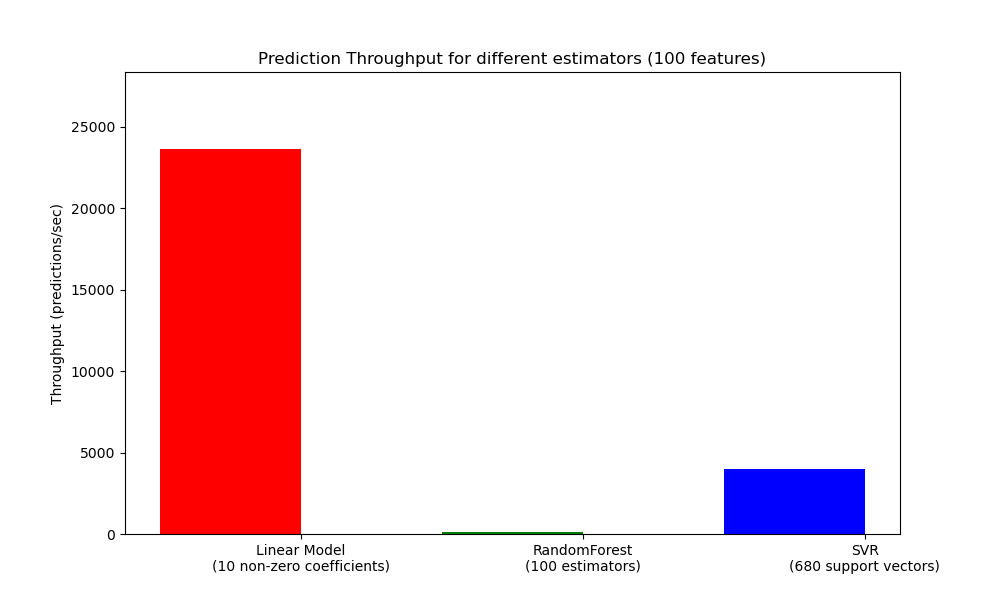 Prediction Throughput for different estimators (100 features)
Throughput (predictions/sec)
25000
20000
15000
10000
5000
0
Linear Model
(10 non-zero coefficients)
RandomForest
(100 estimators)
SVR
(680 support vectors)